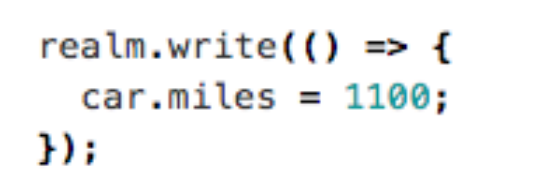 realm.write(() => {
  car.miles = 1100;
});